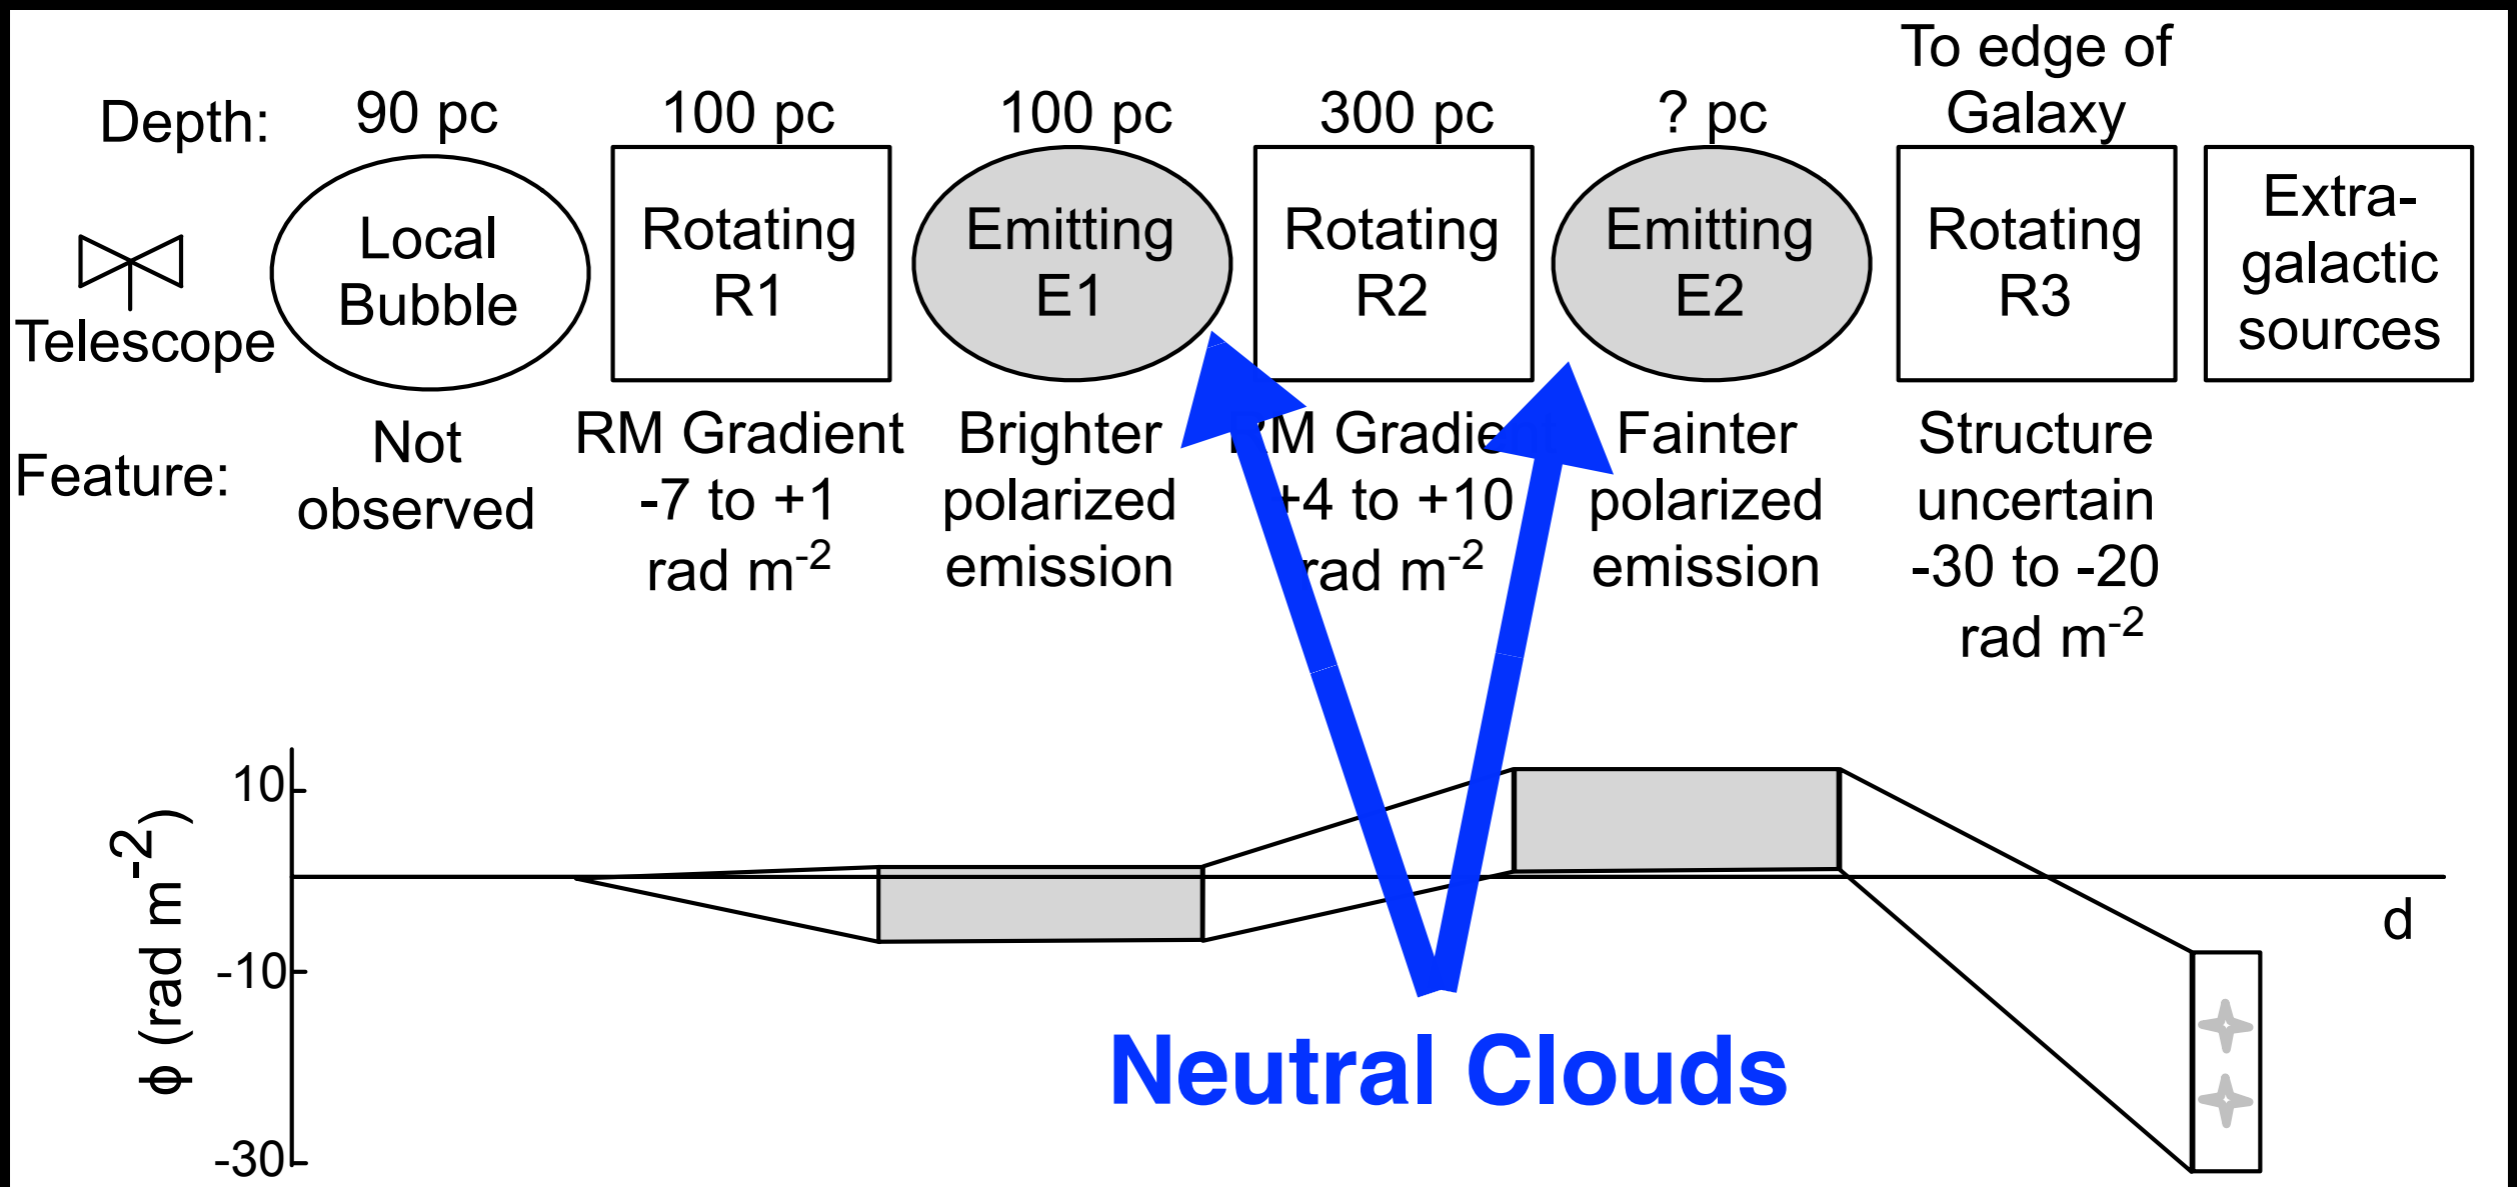 To edge of
Galaxy
Depth:
90 pc
100 pc
100 pc
300 pc
? pc
Telescope
Local
Bubble
Rotating
R1
Emitting
E1
Rotating
R2
Emitting
E2
Rotating
R3
Extra-
galactic
sources
Feature:
Not
observed
RM Gradient
-7 to +1
rad m⁻²
Brighter
polarized
emission
RM Gradient
+4 to +10
rad m⁻²
Fainter
polarized
emission
Structure
uncertain
-30 to -20
rad m⁻²
ϕ (rad m⁻²)
10
-10
-30
d
Neutral Clouds